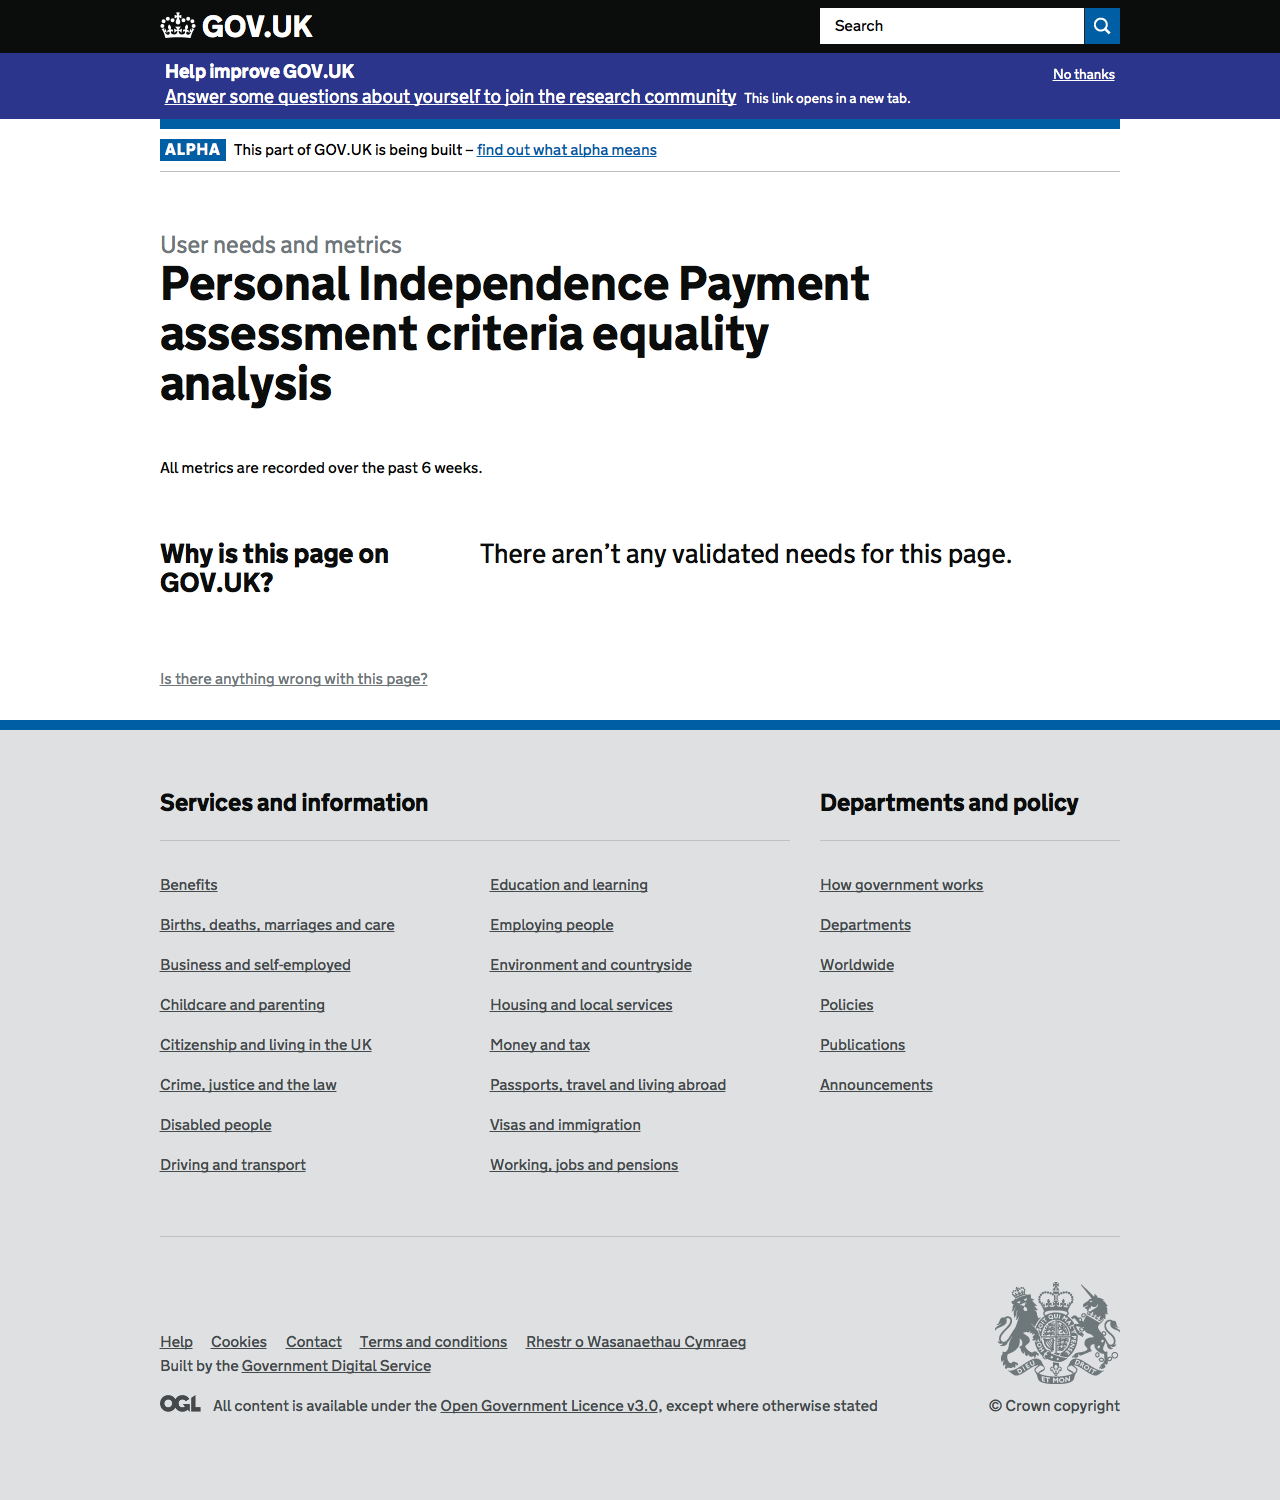 GOV.UK
Search
Help improve GOV.UK
No thanks
Answer some questions about yourself to join the research community This link opens in a new tab.
ALPHA This part of GOV.UK is being built – find out what alpha means
User needs and metrics
Personal Independence Payment
assessment criteria equality
analysis
All metrics are recorded over the past 6 weeks.
Why is this page on
GOV.UK?
There aren’t any validated needs for this page.
Is there anything wrong with this page?
Services and information
Benefits
Births, deaths, marriages and care
Business and self-employed
Childcare and parenting
Citizenship and living in the UK
Crime, justice and the law
Disabled people
Driving and transport
Education and learning
Employing people
Environment and countryside
Housing and local services
Money and tax
Passports, travel and living abroad
Visas and immigration
Working, jobs and pensions
Departments and policy
How government works
Departments
Worldwide
Policies
Publications
Announcements
Help Cookies Contact Terms and conditions Rhestr o Wasanaethau Cymraeg
Built by the Government Digital Service
OGL All content is available under the Open Government Licence v3.0, except where otherwise stated
DIEU ET MON DROIT
© Crown copyright